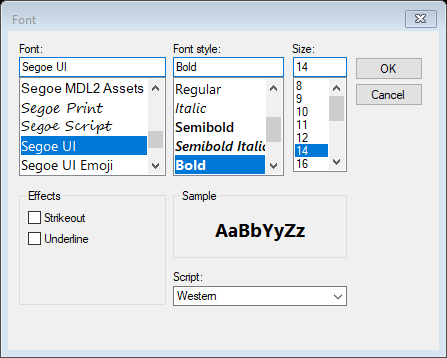 Font
Font:
Segoe UI
Segoe MDL2 Assets
Segoe Print
Segoe Script
Segoe UI
Segoe UI Emoji
Font style:
Bold
Regular
Italic
Semibold
Semibold Italic
Bold
Size:
14
8
9
10
11
12
14
16
OK
Cancel
Effects
Strikeout
Underline
Sample
AaBbYyZz
Script:
Western